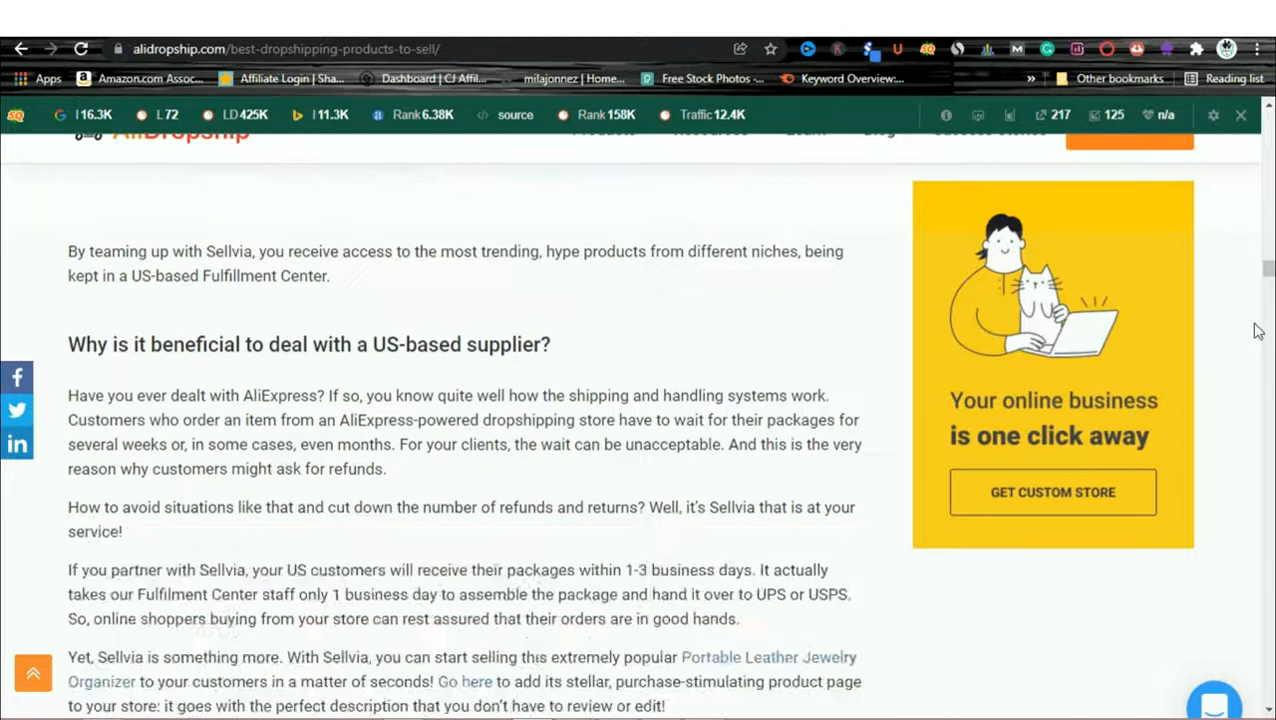 alidropship.com/best-dropshipping-products-to-sell/
Apps Amazon.com Assoc... Affiliate Login | Sha... Dashboard | CJ Affil... milajonnez | Home... Free Stock Photos -... Keyword Overview:... » Other bookmarks Reading list
I 16.3K L 72 LD 425K I 11.3K Rank 6.38K source Rank 158K Traffic 12.4K 217 125 n/a
AliDropship
By teaming up with Sellvia, you receive access to the most trending, hype products from different niches, being
kept in a US-based Fulfillment Center.
Why is it beneficial to deal with a US-based supplier?
Have you ever dealt with AliExpress? If so, you know quite well how the shipping and handling systems work.
Customers who order an item from an AliExpress-powered dropshipping store have to wait for their packages for
several weeks or, in some cases, even months. For your clients, the wait can be unacceptable. And this is the very
reason why customers might ask for refunds.
How to avoid situations like that and cut down the number of refunds and returns? Well, it's Sellvia that is at your
service!
If you partner with Sellvia, your US customers will receive their packages within 1-3 business days. It actually
takes our Fulfilment Center staff only 1 business day to assemble the package and hand it over to UPS or USPS.
So, online shoppers buying from your store can rest assured that their orders are in good hands.
Yet, Sellvia is something more. With Sellvia, you can start selling this extremely popular Portable Leather Jewelry
Organizer to your customers in a matter of seconds! Go here to add its stellar, purchase-stimulating product page
to your store: it goes with the perfect description that you don't have to review or edit!
Your online business
is one click away
GET CUSTOM STORE